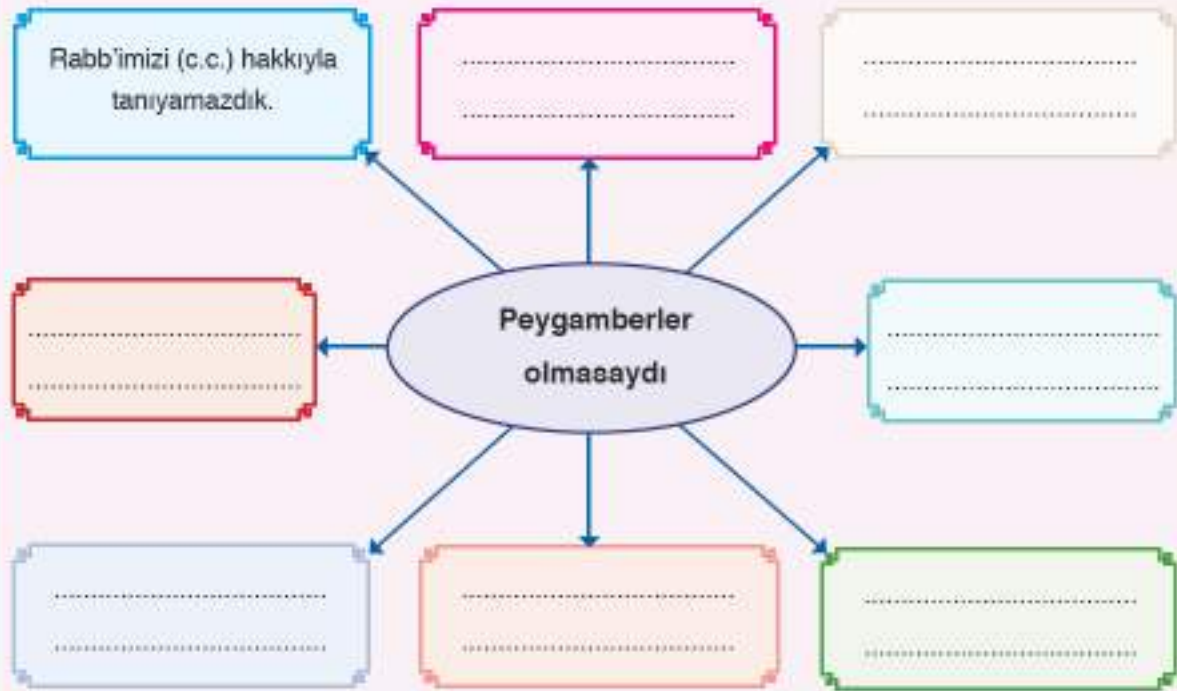 Rabb'imizi (c.c.) hakkıyla
tanıyamazdık.
Peygamberler
olmasaydı